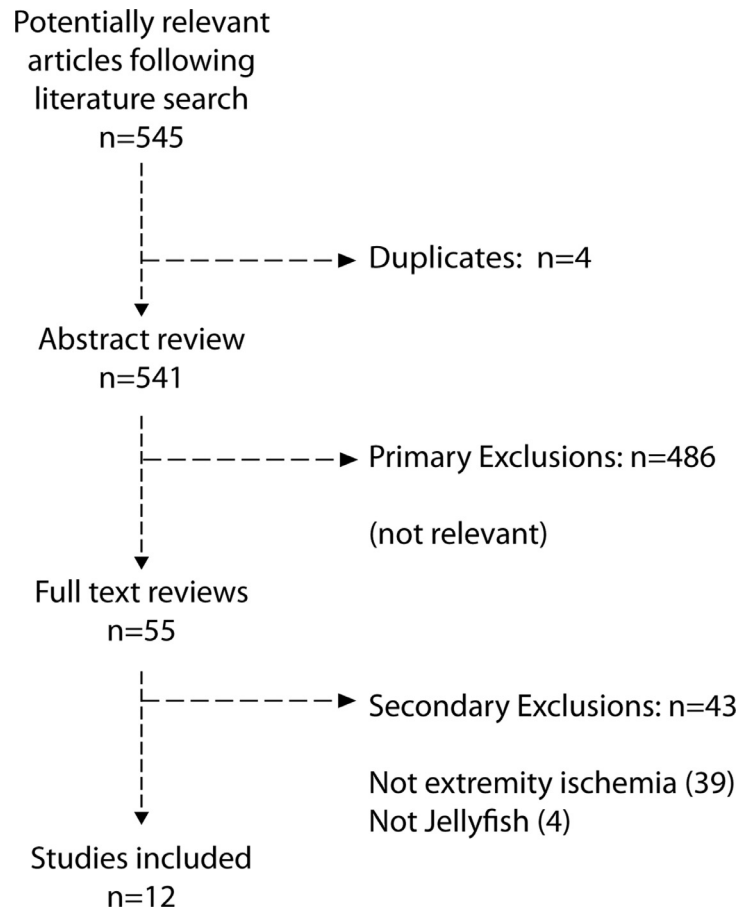 Potentially relevant
articles following
literature search
n=545
Duplicates:  n=4
Abstract review
n=541
Primary Exclusions: n=486
(not relevant)
Full text reviews
n=55
Secondary Exclusions: n=43
Not extremity ischemia (39)
Not Jellyfish (4)
Studies included
n=12